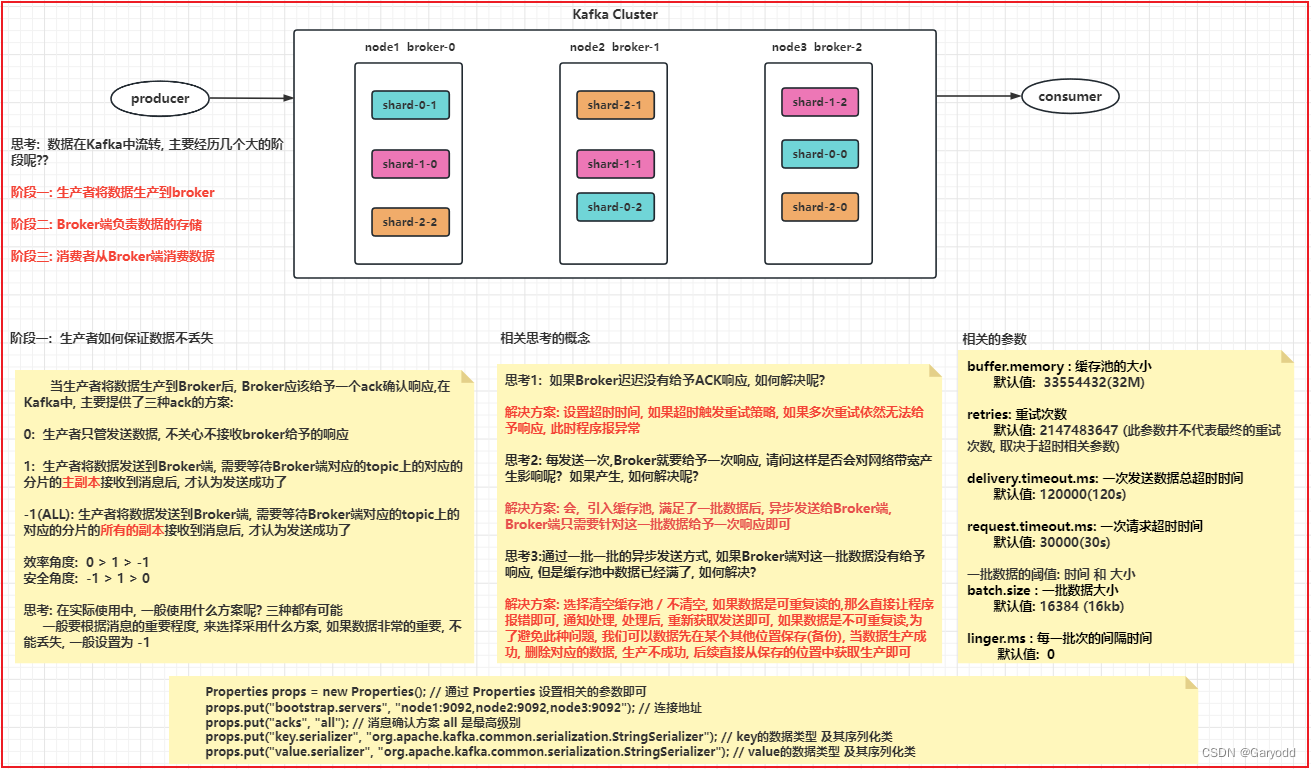 Kafka Cluster
node1 broker-0
node2 broker-1
node3 broker-2
producer
consumer
shard-0-1
shard-1-0
shard-2-2
shard-2-1
shard-1-1
shard-0-2
shard-1-2
shard-0-0
shard-2-0
思考: 数据在Kafka中流转, 主要经历几个大的阶
段呢??
阶段一: 生产者将数据生产到broker
阶段二: Broker端负责数据的存储
阶段三: 消费者从Broker端消费数据
阶段一: 生产者如何保证数据不丢失
当生产者将数据生产到Broker后, Broker应该给予一个ack确认响应,在
Kafka中, 主要提供了三种ack的方案:
0: 生产者只管发送数据, 不关心不接收broker给予的响应
1: 生产者将数据发送到Broker端, 需要等待Broker端对应的topic上的对应的
分片的主副本接收到消息后, 才认为发送成功了
-1(ALL): 生产者将数据发送到Broker端, 需要等待Broker端对应的topic上的
对应的分片的所有的副本接收到消息后, 才认为发送成功了
效率角度: 0 > 1 > -1
安全角度: -1 > 1 > 0
思考: 在实际使用中, 一般使用什么方案呢? 三种都有可能
一般要根据消息的重要程度, 来选择采用什么方案, 如果数据非常的重要, 不
能丢失, 一般设置为 -1
相关思考的概念
思考1: 如果Broker迟迟没有给予ACK响应, 如何解决呢?
解决方案: 设置超时时间, 如果超时触发重试策略, 如果多次重试依然无法给
予响应, 此时程序报异常
思考2: 每发送一次,Broker就要给予一次响应, 请问这样是否会对网络带宽产
生影响呢? 如果产生, 如何解决呢?
解决方案: 会, 引入缓存池, 满足了一批数据后, 异步发送给Broker端,
Broker端只需要针对这一批数据给予一次响应即可
思考3:通过一批一批的异步发送方式, 如果Broker端对这一批数据没有给予
响应, 但是缓存池中数据已经满了, 如何解决?
解决方案: 选择清空缓存池 / 不清空, 如果数据是可重复读的,那么直接让程序
报错即可, 通知处理, 处理后, 重新获取发送即可, 如果数据是不可重复读,为
了避免此种问题, 我们可以数据先在某个其他位置保存(备份), 当数据生产成
功, 删除对应的数据, 生产不成功, 后续直接从保存的位置中获取生产即可
相关的参数
buffer.memory : 缓存池的大小
默认值: 33554432(32M)
retries: 重试次数
默认值: 2147483647 (此参数并不代表最终的重试
次数, 取决于超时相关参数)
delivery.timeout.ms: 一次发送数据总超时时间
默认值: 120000(120s)
request.timeout.ms: 一次请求超时时间
默认值: 30000(30s)
一批数据的阈值: 时间 和 大小
batch.size : 一批数据大小
默认值: 16384 (16kb)
linger.ms : 每一批次的间隔时间
默认值: 0
Properties props = new Properties(); // 通过 Properties 设置相关的参数即可
props.put("bootstrap.servers", "node1:9092,node2:9092,node3:9092"); // 连接地址
props.put("acks", "all"); // 消息确认方案 all 是最高级别
props.put("key.serializer", "org.apache.kafka.common.serialization.StringSerializer"); // key的数据类型 及其序列化类
props.put("value.serializer", "org.apache.kafka.common.serialization.StringSerializer"); // value的数据类型 及其序列化类
CSDN @Garyodd